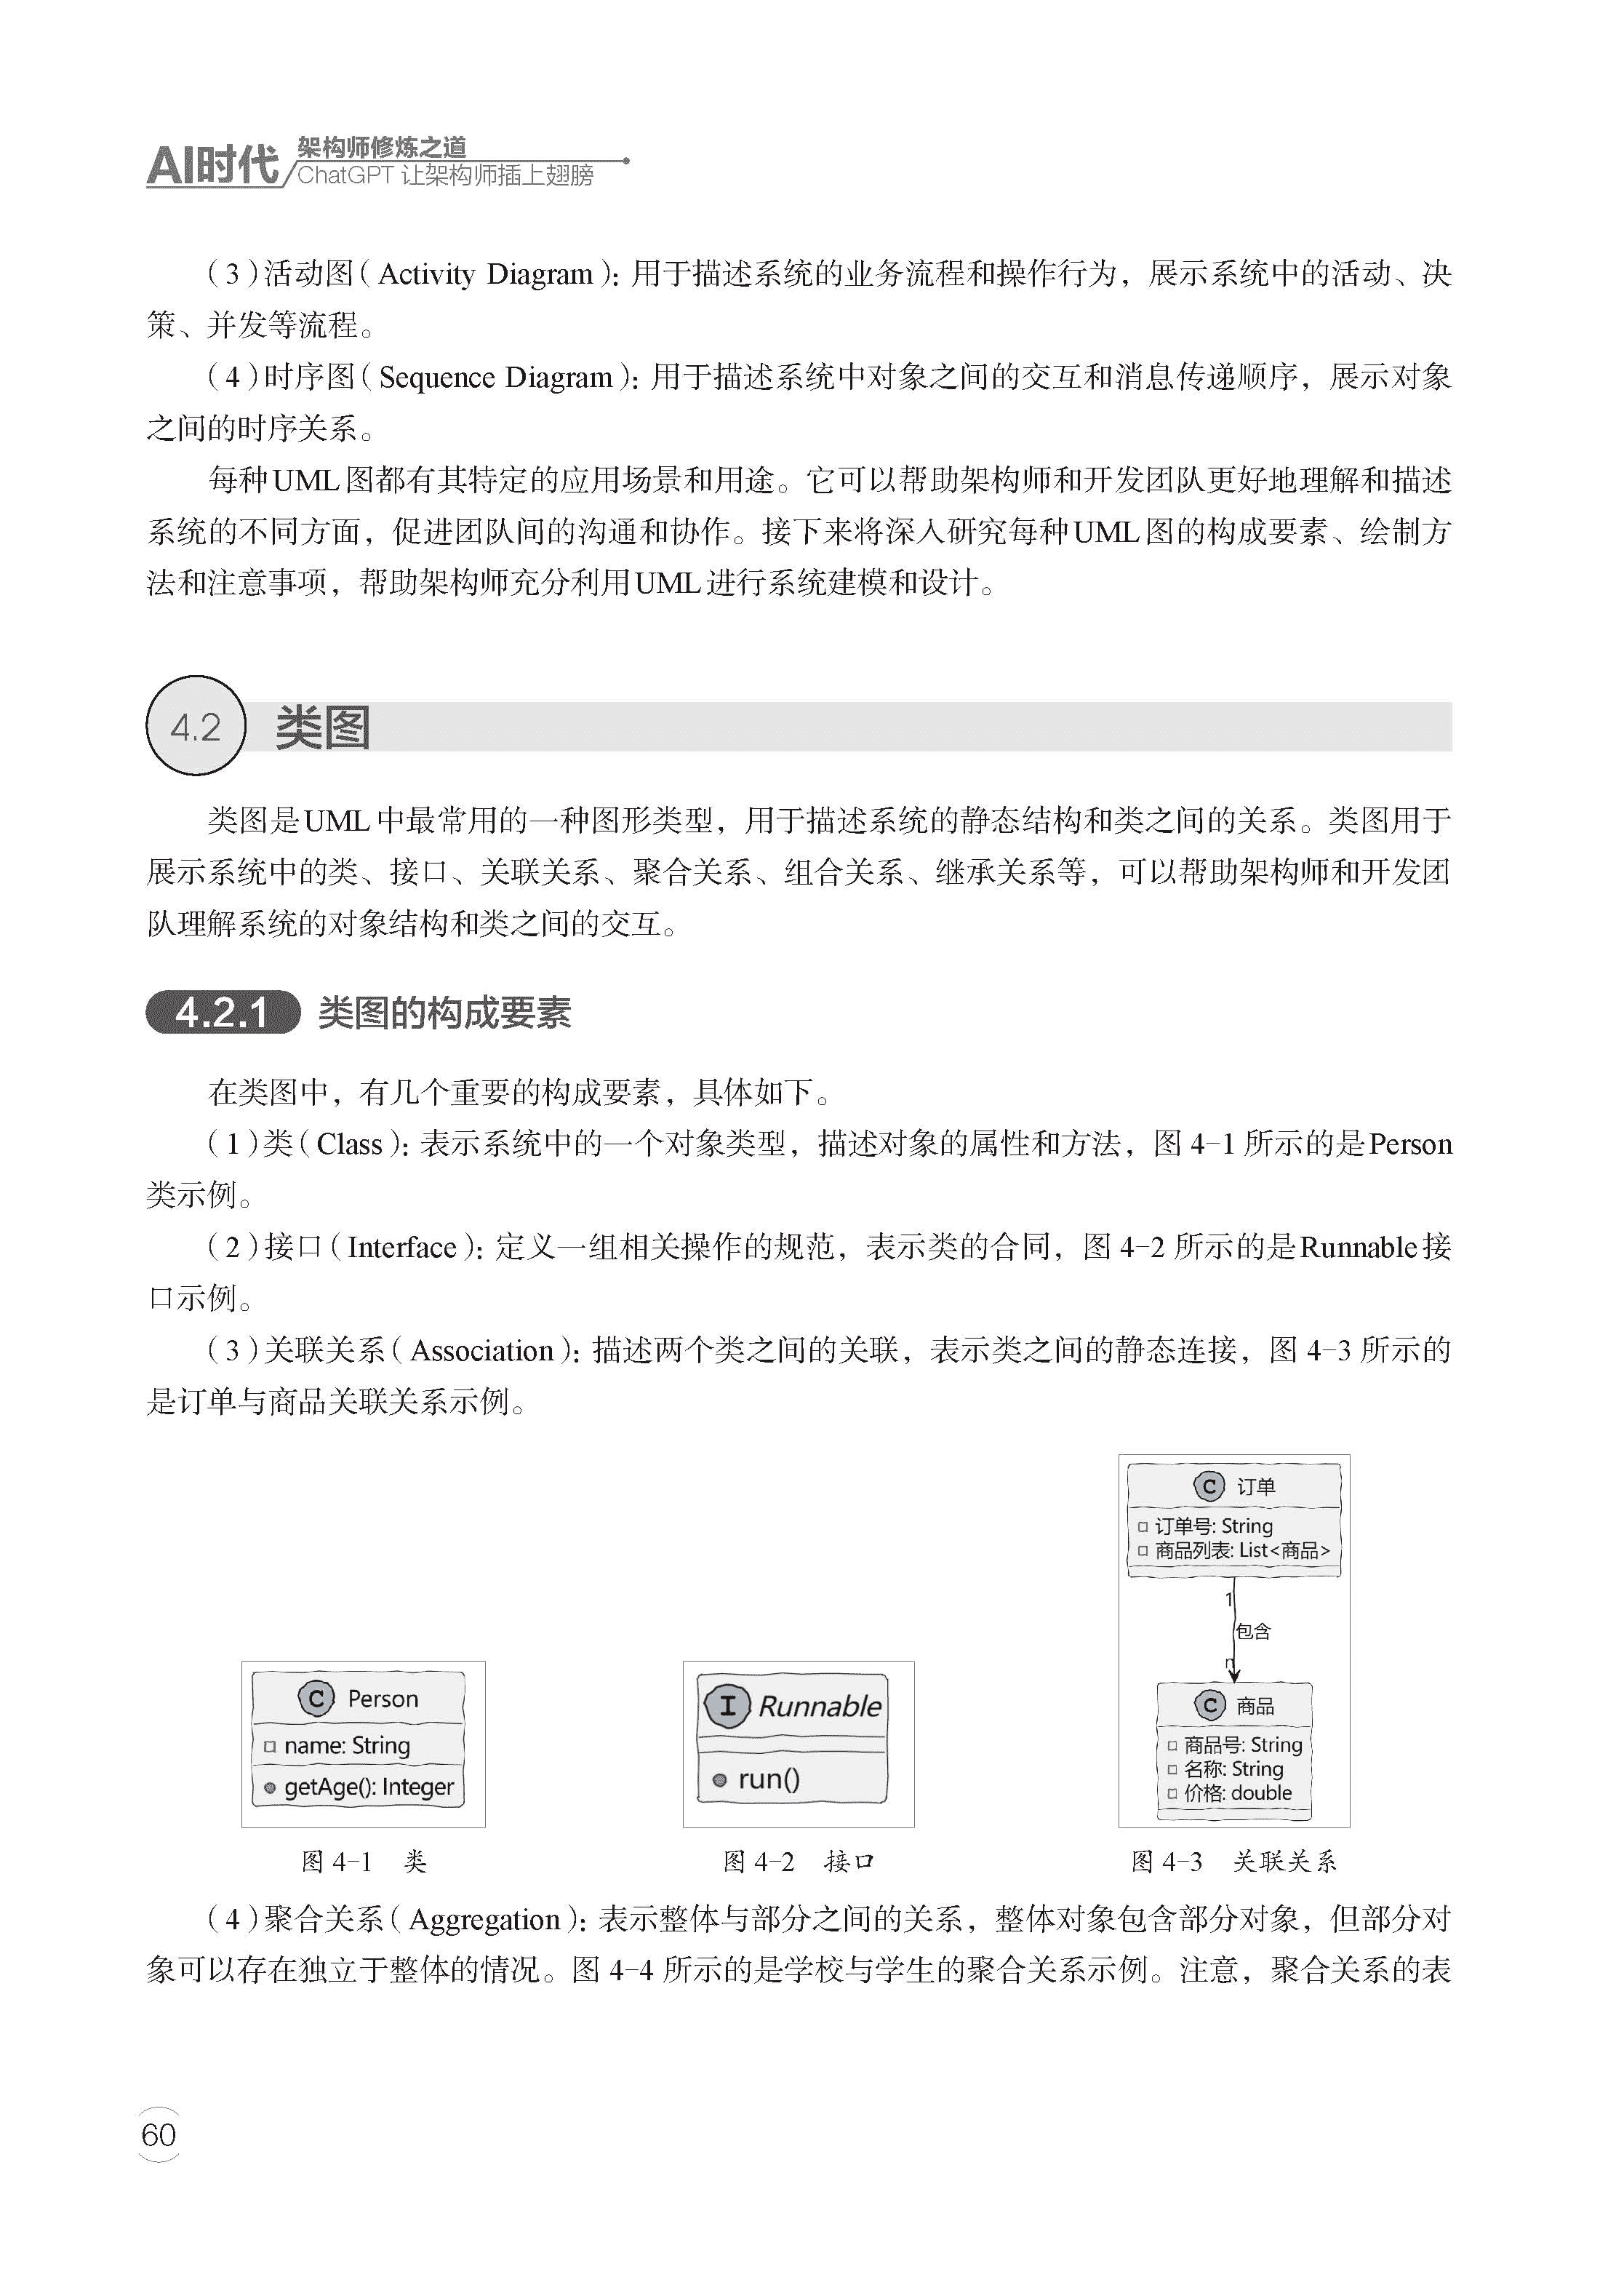 AI时代 架构师修炼之道
ChatGPT 让架构师插上翅膀
（3）活动图（Activity Diagram）：用于描述系统的业务流程和操作行为，展示系统中的活动、决
策、并发等流程。
（4）时序图（Sequence Diagram）：用于描述系统中对象之间的交互和消息传递顺序，展示对象
之间的时序关系。
每种UML图都有其特定的应用场景和用途。它可以帮助架构师和开发团队更好地理解和描述
系统的不同方面，促进团队间的沟通和协作。接下来将深入研究每种UML图的构成要素、绘制方
法和注意事项，帮助架构师充分利用UML进行系统建模和设计。
4.2 类图
类图是UML中最常用的一种图形类型，用于描述系统的静态结构和类之间的关系。类图用于
展示系统中的类、接口、关联关系、聚合关系、组合关系、继承关系等，可以帮助架构师和开发团
队理解系统的对象结构和类之间的交互。
4.2.1 类图的构成要素
在类图中，有几个重要的构成要素，具体如下。
（1）类（Class）：表示系统中的一个对象类型，描述对象的属性和方法，图 4-1 所示的是Person
类示例。
（2）接口（Interface）：定义一组相关操作的规范，表示类的合同，图 4-2 所示的是Runnable接
口示例。
（3）关联关系（Association）：描述两个类之间的关联，表示类之间的静态连接，图 4-3 所示的
是订单与商品关联关系示例。
C Person
name: String
getAge(): Integer
图 4-1 类
I Runnable
run()
图 4-2 接口
C 订单
订单号: String
商品列表: List<商品>
1
包含
n
C 商品
商品号: String
名称: String
价格: double
图 4-3 关联关系
（4）聚合关系（Aggregation）：表示整体与部分之间的关系，整体对象包含部分对象，但部分对
象可以存在独立于整体的情况。图 4-4 所示的是学校与学生的聚合关系示例。注意，聚合关系的表
60